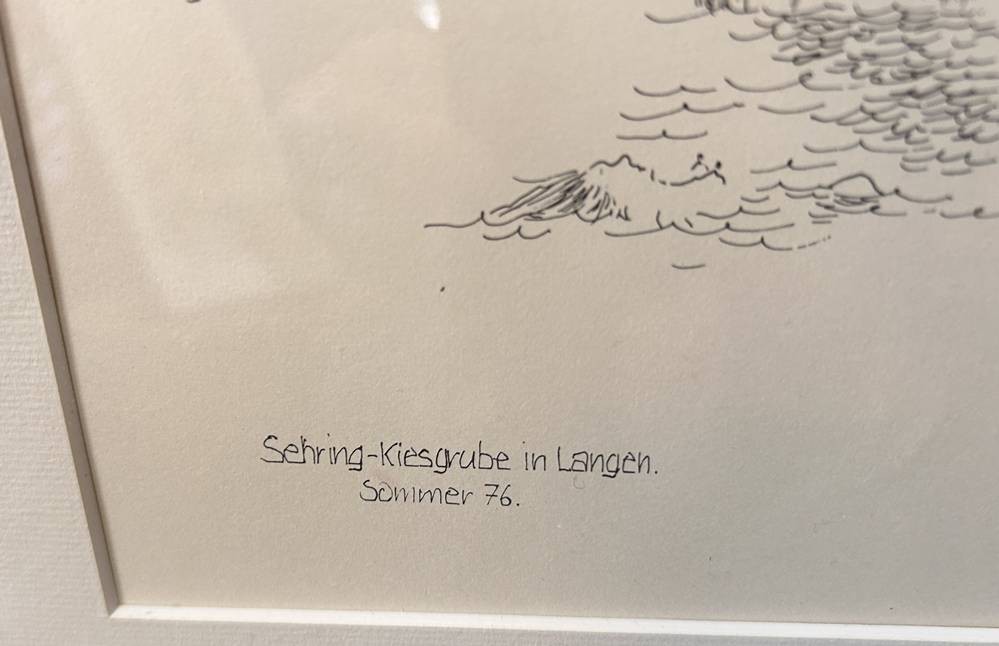 Sehring-Kiesgrube in Langen.
Sommer 76.